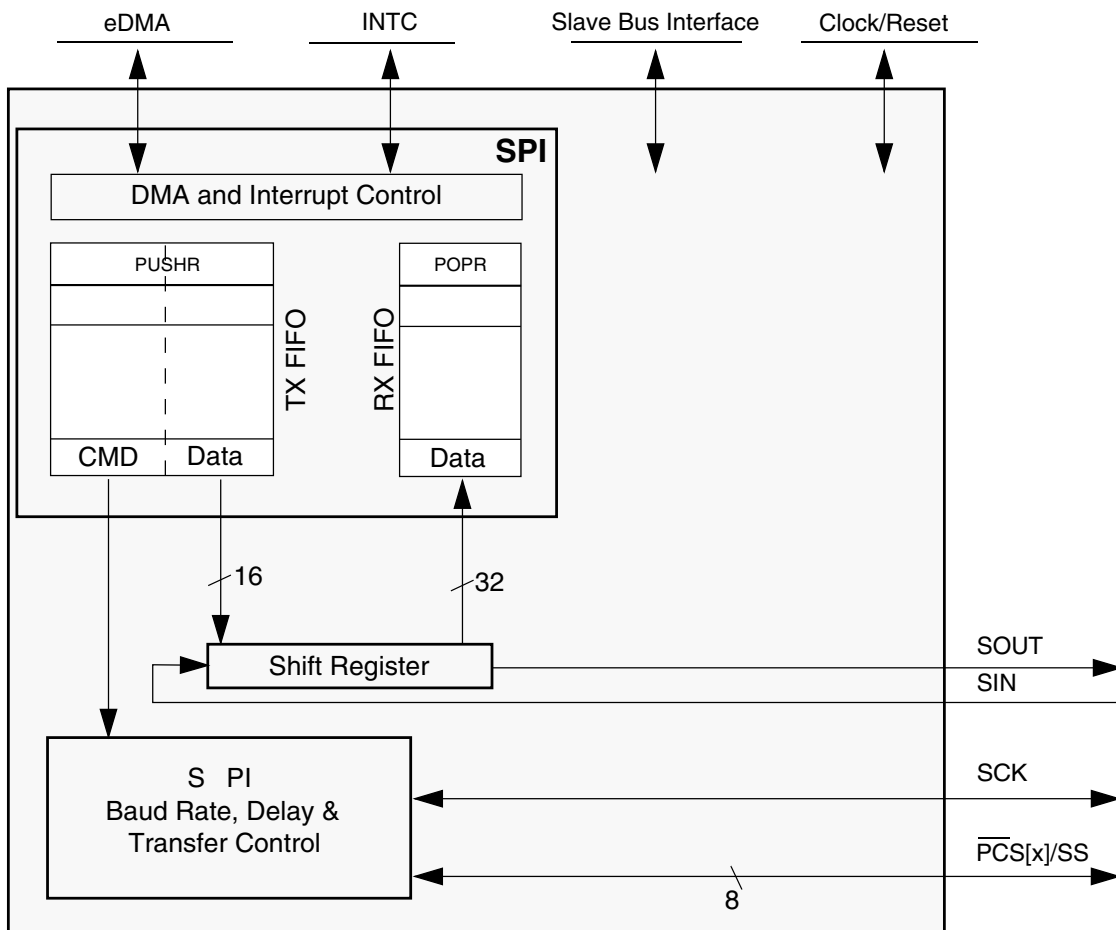 eDMA
INTC
Slave Bus Interface
Clock/Reset
SPI
DMA and Interrupt Control
PUSHR
POPR
TX FIFO
RX FIFO
CMD
Data
Data
16
32
Shift Register
SOUT
SIN
S PI
Baud Rate, Delay &
Transfer Control
SCK
PCS[x]/SS
8